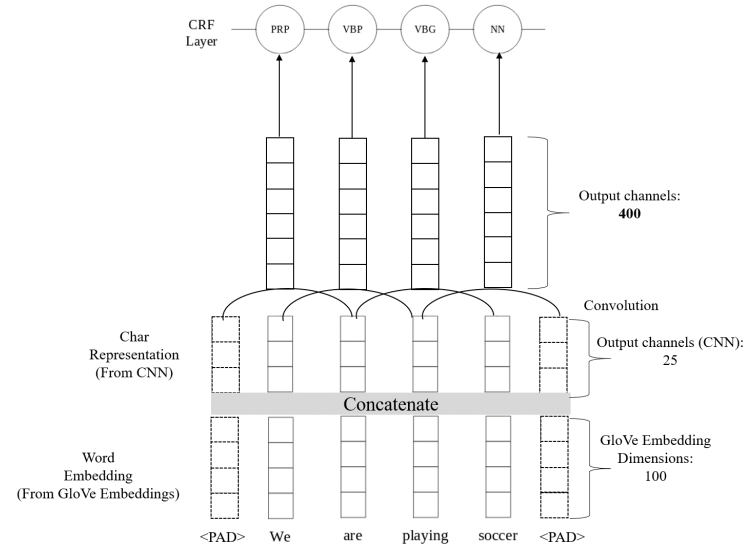 CRF
Layer
PRP
VBP
VBG
NN
Output channels:
400
Convolution
Char
Representation
(From CNN)
Output channels (CNN):
25
Concatenate
Word
Embedding
(From GloVe Embeddings)
GloVe Embedding
Dimensions:
100
<PAD> We are playing soccer <PAD>